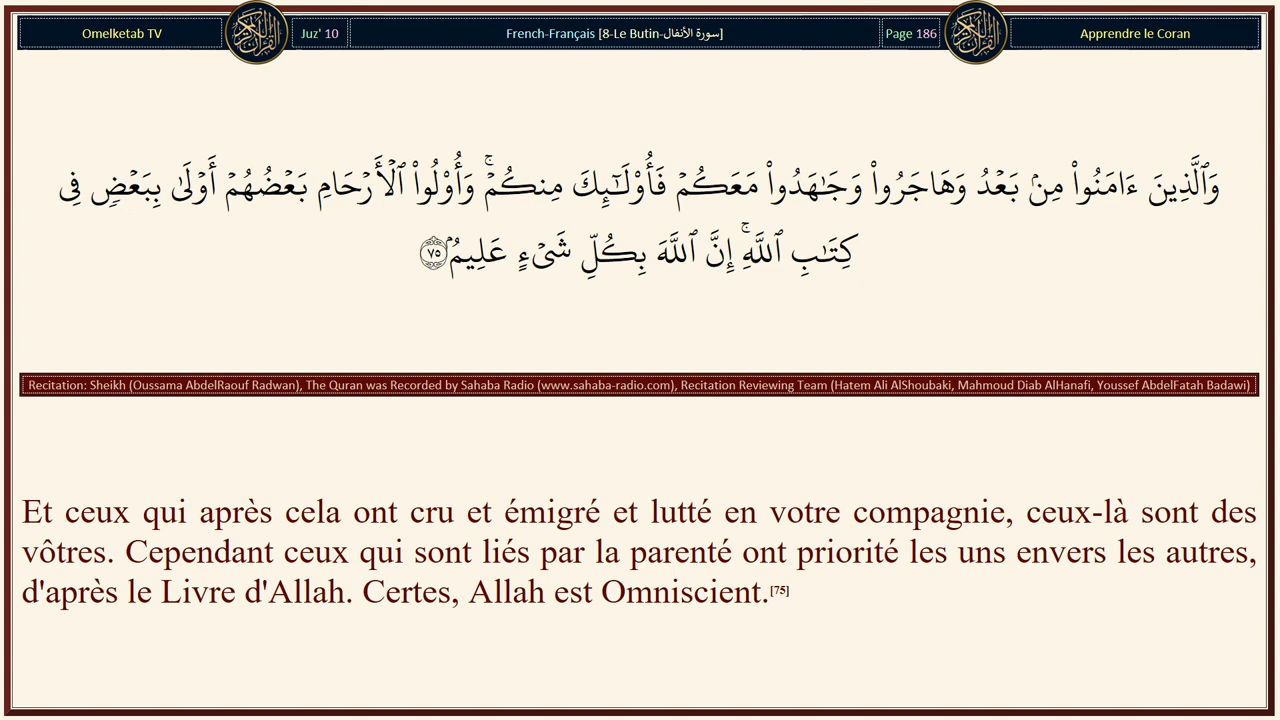 Omelketab TV
Juz' 10
French-Français [8-Le Butin-سورة الأنفال]
Page 186
Apprendre le Coran
وَٱلَّذِينَ ءَامَنُوا۟ مِنۢ بَعْدُ وَهَاجَرُوا۟ وَجَٰهَدُوا۟ مَعَكُمْ فَأُو۟لَٰٓئِكَ مِنكُمْ ۚ وَأُو۟لُوا۟ ٱلْأَرْحَامِ بَعْضُهُمْ أَوْلَىٰ بِبَعْضٍ فِى
كِتَٰبِ ٱللَّهِ ۚ إِنَّ ٱللَّهَ بِكُلِّ شَىْءٍ عَلِيمٌۢ ٧٥
Recitation: Sheikh (Oussama AbdelRaouf Radwan), The Quran was Recorded by Sahaba Radio (www.sahaba-radio.com), Recitation Reviewing Team (Hatem Ali AlShoubaki, Mahmoud Diab AlHanafi, Youssef AbdelFatah Badawi)
Et ceux qui après cela ont cru et émigré et lutté en votre compagnie, ceux-là sont des
vôtres. Cependant ceux qui sont liés par la parenté ont priorité les uns envers les autres,
d'après le Livre d'Allah. Certes, Allah est Omniscient.[75]